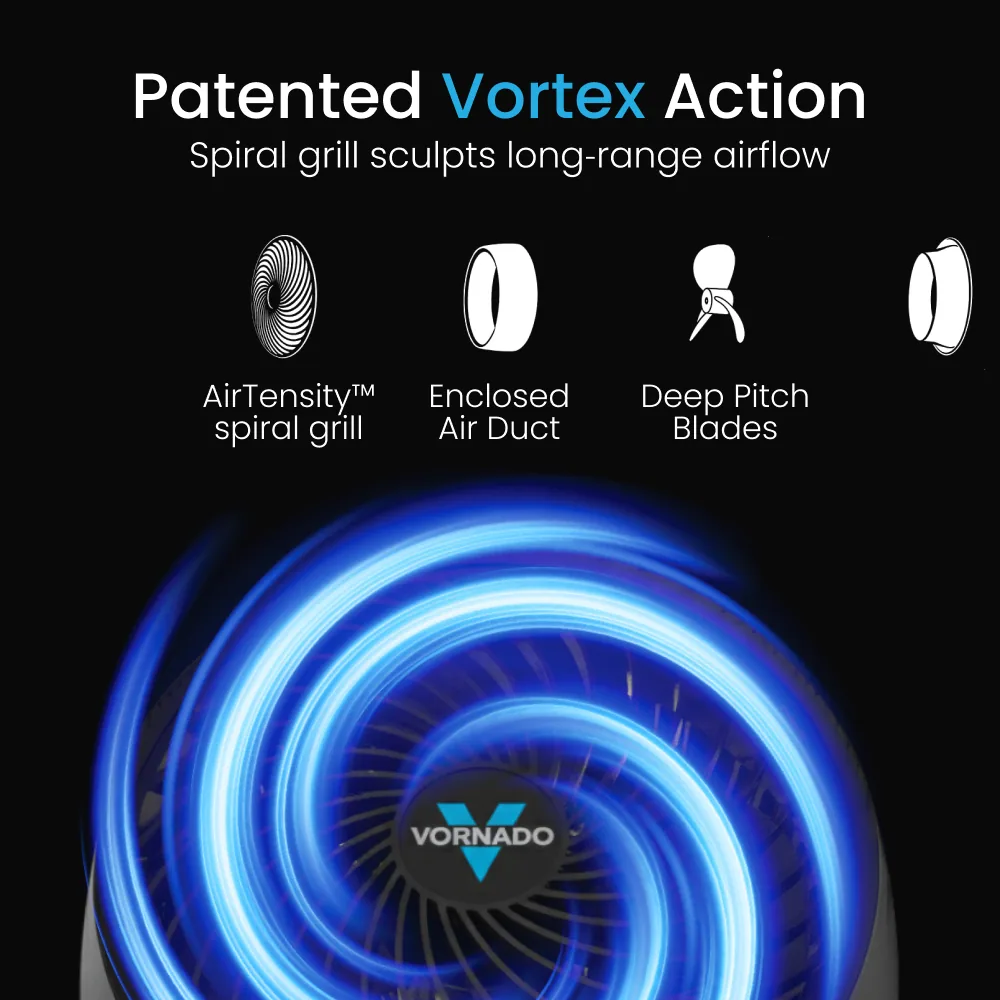 Patented Vortex Action
Spiral grill sculpts long-range airflow
AirTensity™
spiral grill
Enclosed
Air Duct
Deep Pitch
Blades
VORNADO